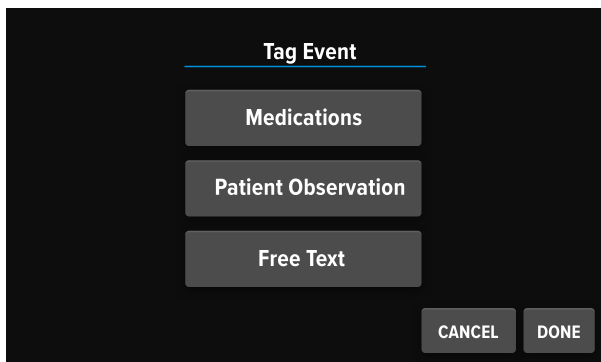 Tag Event
Medications
Patient Observation
Free Text
CANCEL DONE